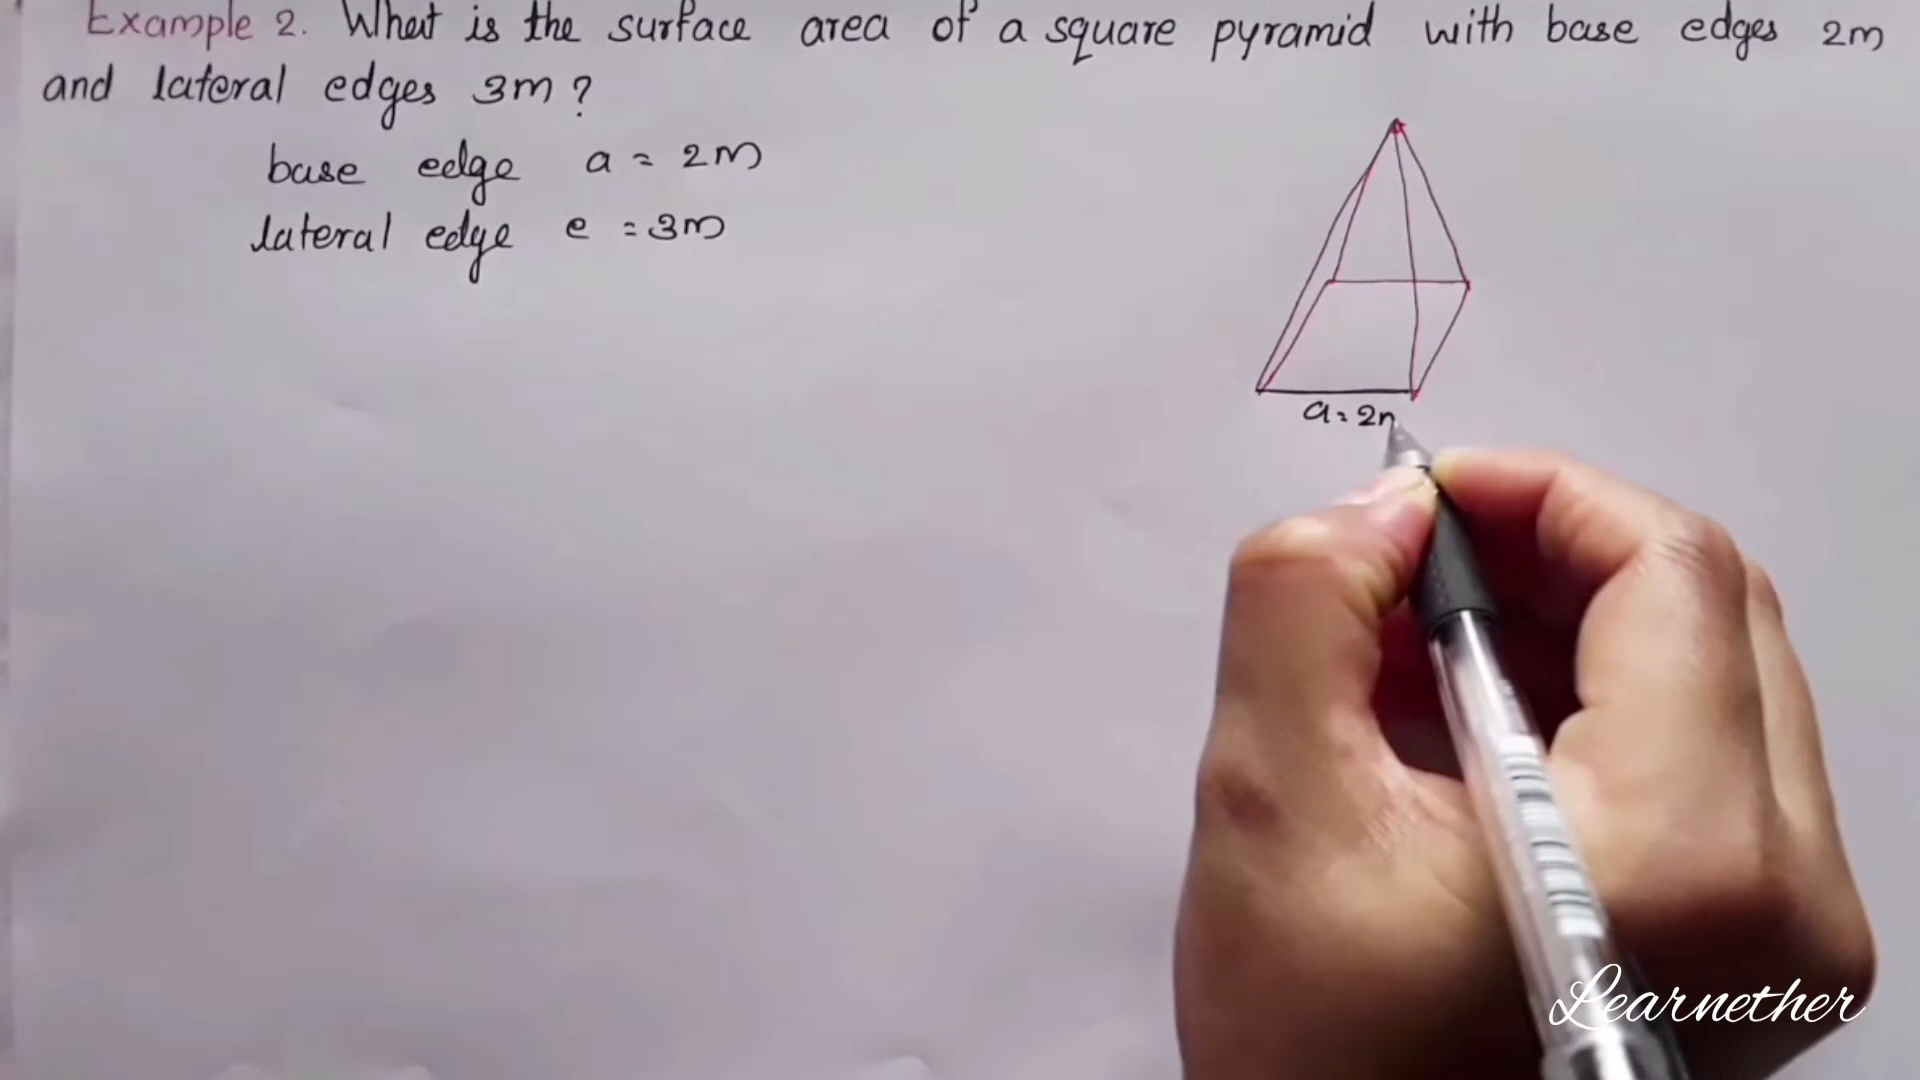 Example 2. What is the surface area of a square pyramid with base edges 2m
and lateral edges 3m?
base edge a = 2m
lateral edge e = 3m
a = 2m
Learnether